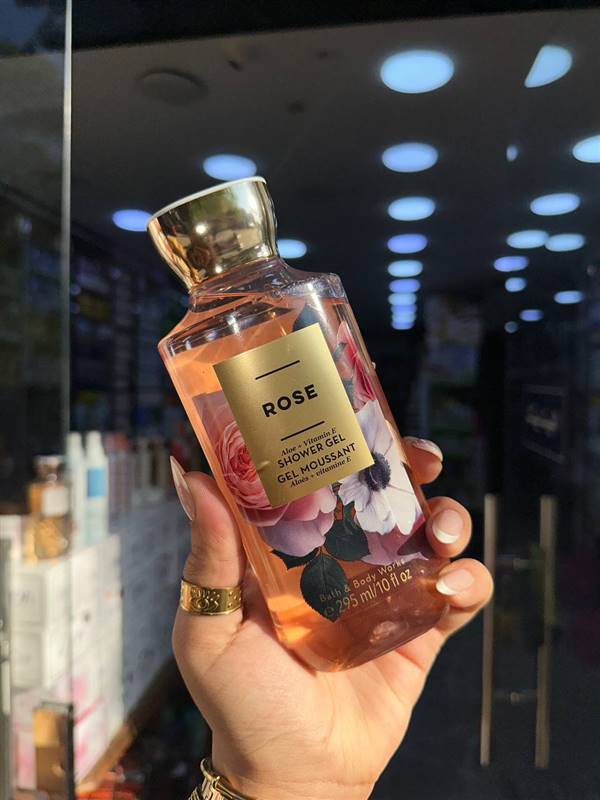 ROSE
Aloe + Vitamin E
SHOWER GEL
GEL MOUSSANT
Aloès + vitamine E
Bath & Body Works
e 295 ml/10 fl oz